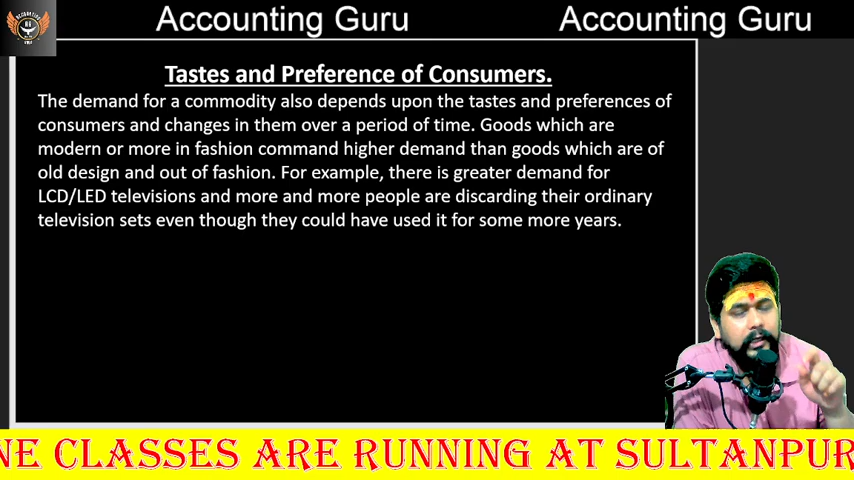 Accounting Guru
Accounting Guru
Tastes and Preference of Consumers.
The demand for a commodity also depends upon the tastes and preferences of
consumers and changes in them over a period of time. Goods which are
modern or more in fashion command higher demand than goods which are of
old design and out of fashion. For example, there is greater demand for
LCD/LED televisions and more and more people are discarding their ordinary
television sets even though they could have used it for some more years.
NE CLASSES ARE RUNNING AT SULTANPUR